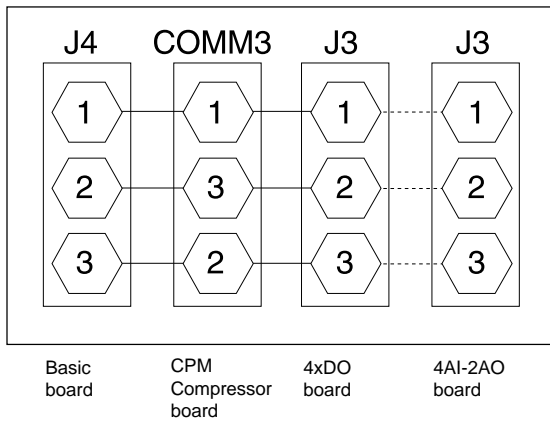 J4 COMM3 J3 J3
1 1 1 1
2 3 2 2
3 2 3 3
Basic
board
CPM
Compressor
board
4xDO
board
4AI-2AO
board